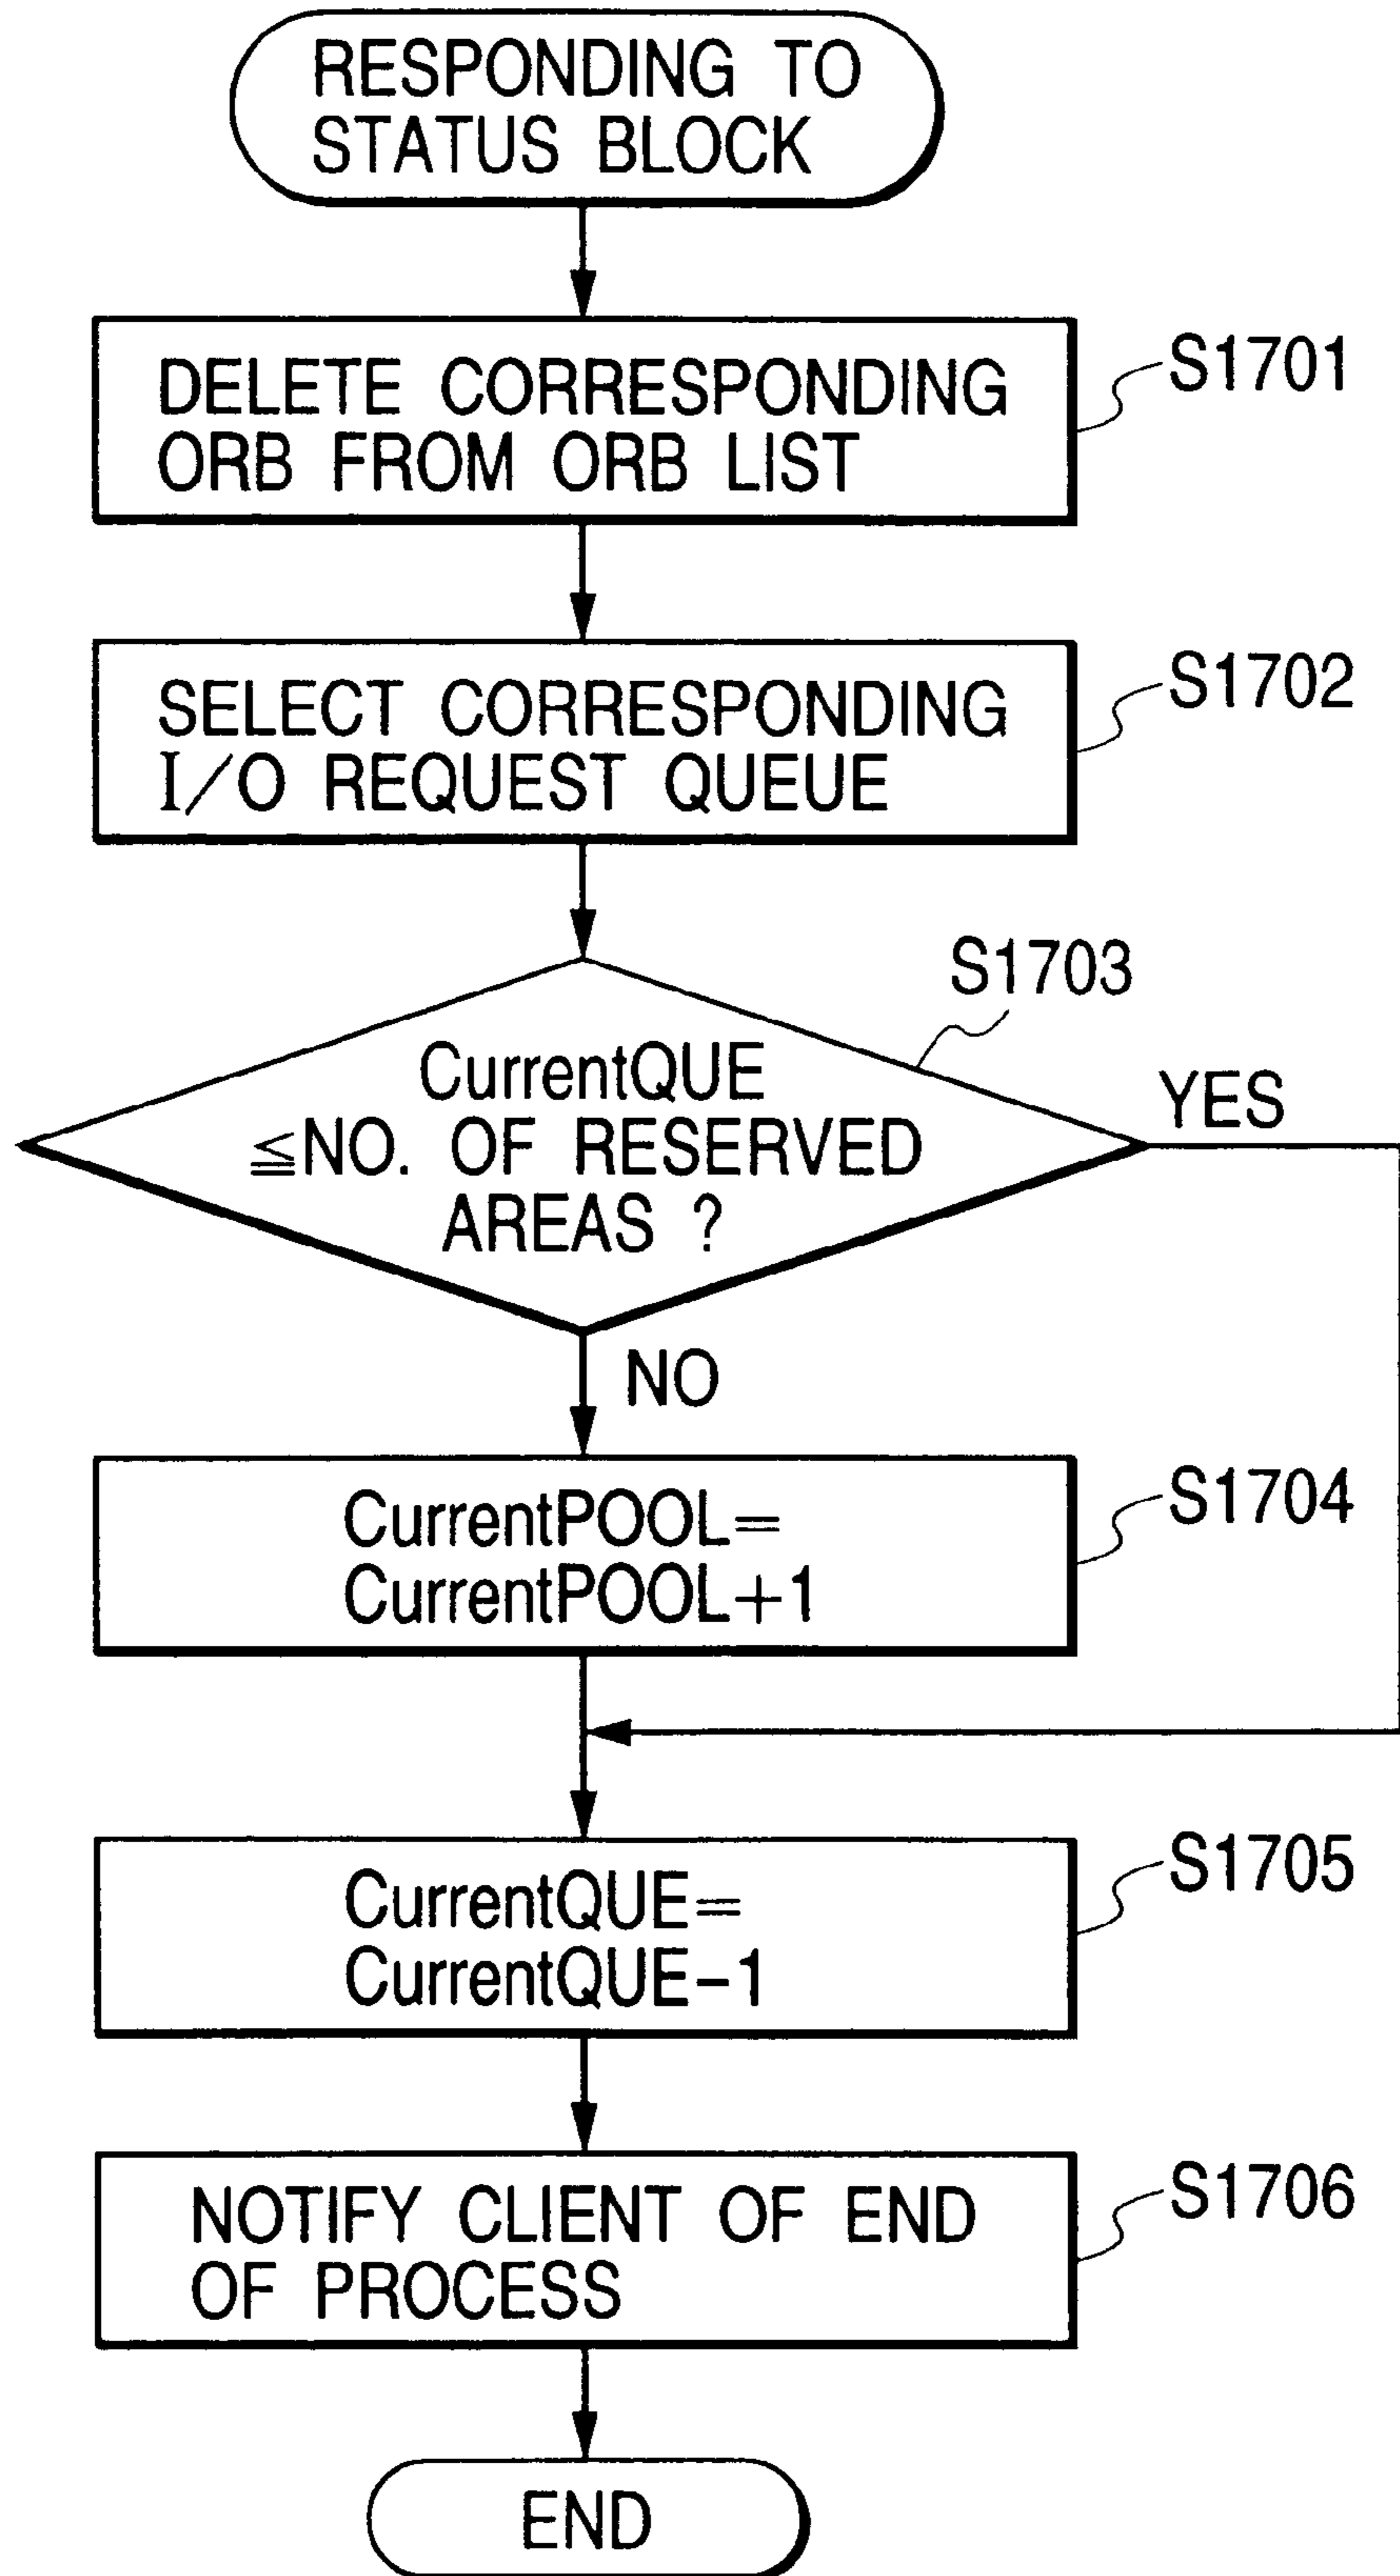 RESPONDING TO
STATUS BLOCK
DELETE CORRESPONDING
ORB FROM ORB LIST
S1701
SELECT CORRESPONDING
I/O REQUEST QUEUE
S1702
S1703
CurrentQUE
≦NO. OF RESERVED
AREAS ?
YES
NO
CurrentPOOL=
CurrentPOOL+1
S1704
CurrentQUE=
CurrentQUE-1
S1705
NOTIFY CLIENT OF END
OF PROCESS
S1706
END